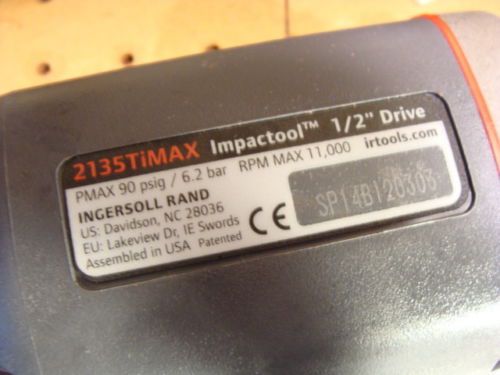 2135TiMAX Impactool™ 1/2" Drive
PMAX 90 psig / 6.2 bar RPM MAX 11,000 irtools.com
INGERSOLL RAND
US: Davidson, NC 28036
EU: Lakeview Dr, IE Swords
Assembled in USA Patented
CE
SP14B120303